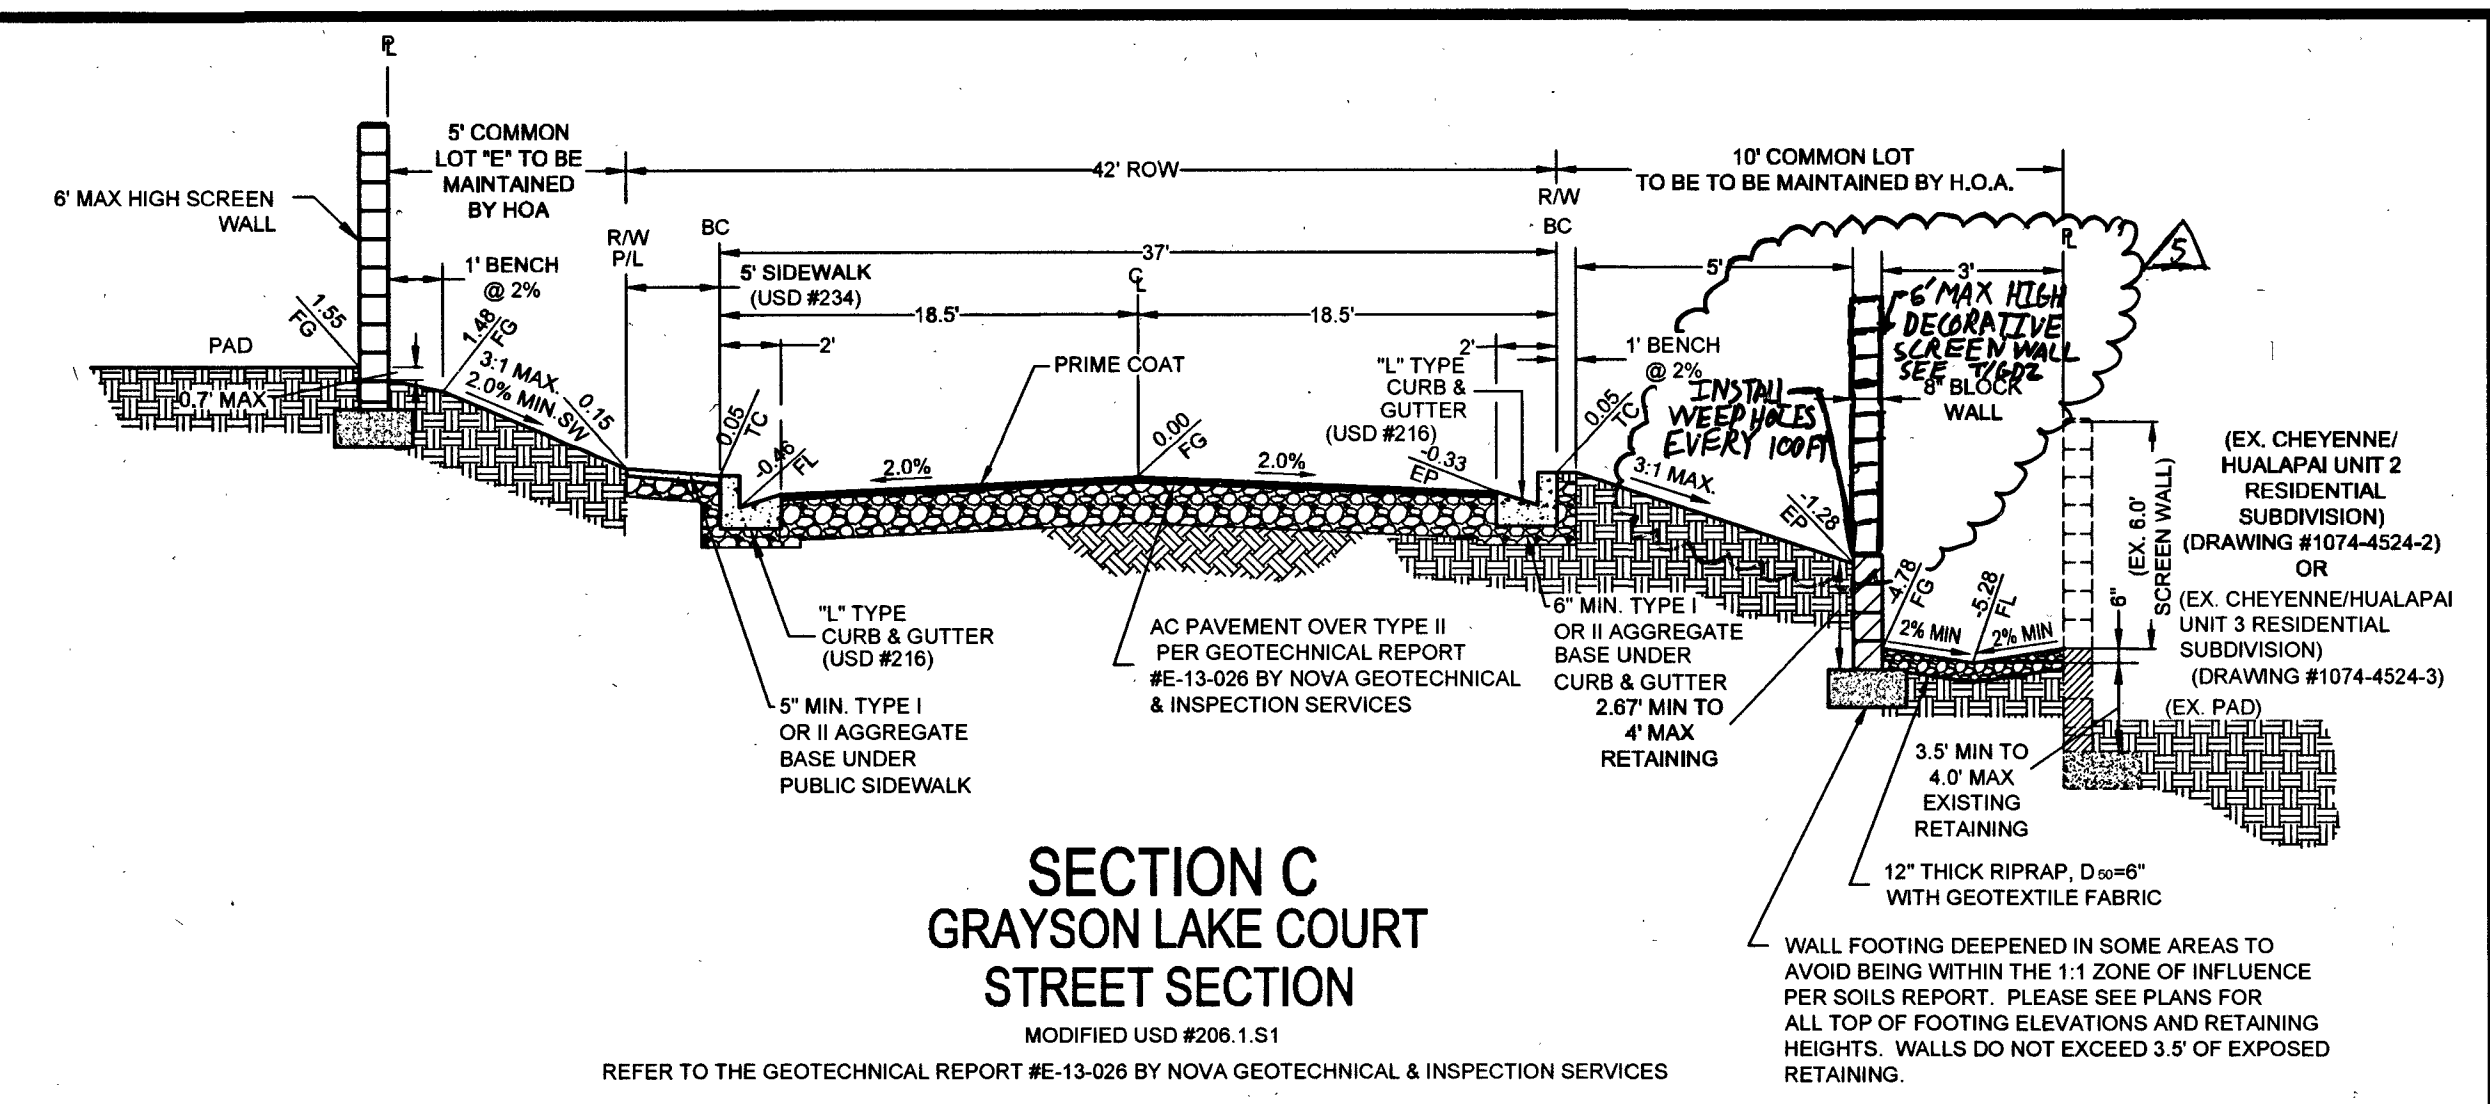 PL
5' COMMON
LOT "E" TO BE
MAINTAINED
BY HOA
6' MAX HIGH SCREEN
WALL
42' ROW
10' COMMON LOT
TO BE TO BE MAINTAINED BY H.O.A.
R/W
BC
R/W
P/L
BC
37'
PL
5
1' BENCH
@ 2%
5' SIDEWALK
(USD #234)
CL
5'
3'
18.5'
18.5'
6' MAX HIGH
DECORATIVE
SCREEN WALL
SEE T/GD2
8" BLOCK
WALL
1.55
FG
1.48
FG
PAD
0.7' MAX
3:1 MAX.
2.0% MIN.
0.15
SW
2'
PRIME COAT
2'
"L" TYPE
CURB &
GUTTER
(USD #216)
1' BENCH
@ 2%
INSTALL
WEEP HOLES
EVERY 100FT
0.05
TC
-0.46
FL
2.0%
0.00
FG
2.0%
-0.33
EP
0.05
TC
3:1 MAX.
-1.28
EP
-4.78
FG
-5.28
FL
2% MIN
2% MIN
6"
(EX. 6.0'
SCREEN WALL)
(EX. CHEYENNE/
HUALAPAI UNIT 2
RESIDENTIAL
SUBDIVISION)
(DRAWING #1074-4524-2)
OR
(EX. CHEYENNE/HUALAPAI
UNIT 3 RESIDENTIAL
SUBDIVISION)
(DRAWING #1074-4524-3)
(EX. PAD)
"L" TYPE
CURB & GUTTER
(USD #216)
5" MIN. TYPE I
OR II AGGREGATE
BASE UNDER
PUBLIC SIDEWALK
AC PAVEMENT OVER TYPE II
PER GEOTECHNICAL REPORT
#E-13-026 BY NOVA GEOTECHNICAL
& INSPECTION SERVICES
6" MIN. TYPE I
OR II AGGREGATE
BASE UNDER
CURB & GUTTER
2.67' MIN TO
4' MAX
RETAINING
3.5' MIN TO
4.0' MAX
EXISTING
RETAINING
12" THICK RIPRAP, D50=6"
WITH GEOTEXTILE FABRIC
WALL FOOTING DEEPENED IN SOME AREAS TO
AVOID BEING WITHIN THE 1:1 ZONE OF INFLUENCE
PER SOILS REPORT. PLEASE SEE PLANS FOR
ALL TOP OF FOOTING ELEVATIONS AND RETAINING
HEIGHTS. WALLS DO NOT EXCEED 3.5' OF EXPOSED
RETAINING.
SECTION C
GRAYSON LAKE COURT
STREET SECTION
MODIFIED USD #206.1.S1
REFER TO THE GEOTECHNICAL REPORT #E-13-026 BY NOVA GEOTECHNICAL & INSPECTION SERVICES